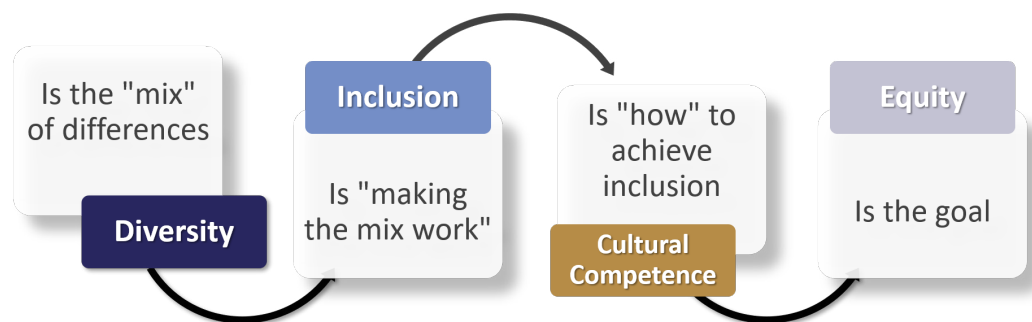 Is the "mix"
of differences
Diversity
Inclusion
Is "making
the mix work"
Is "how" to
achieve
inclusion
Cultural
Competence
Equity
Is the goal